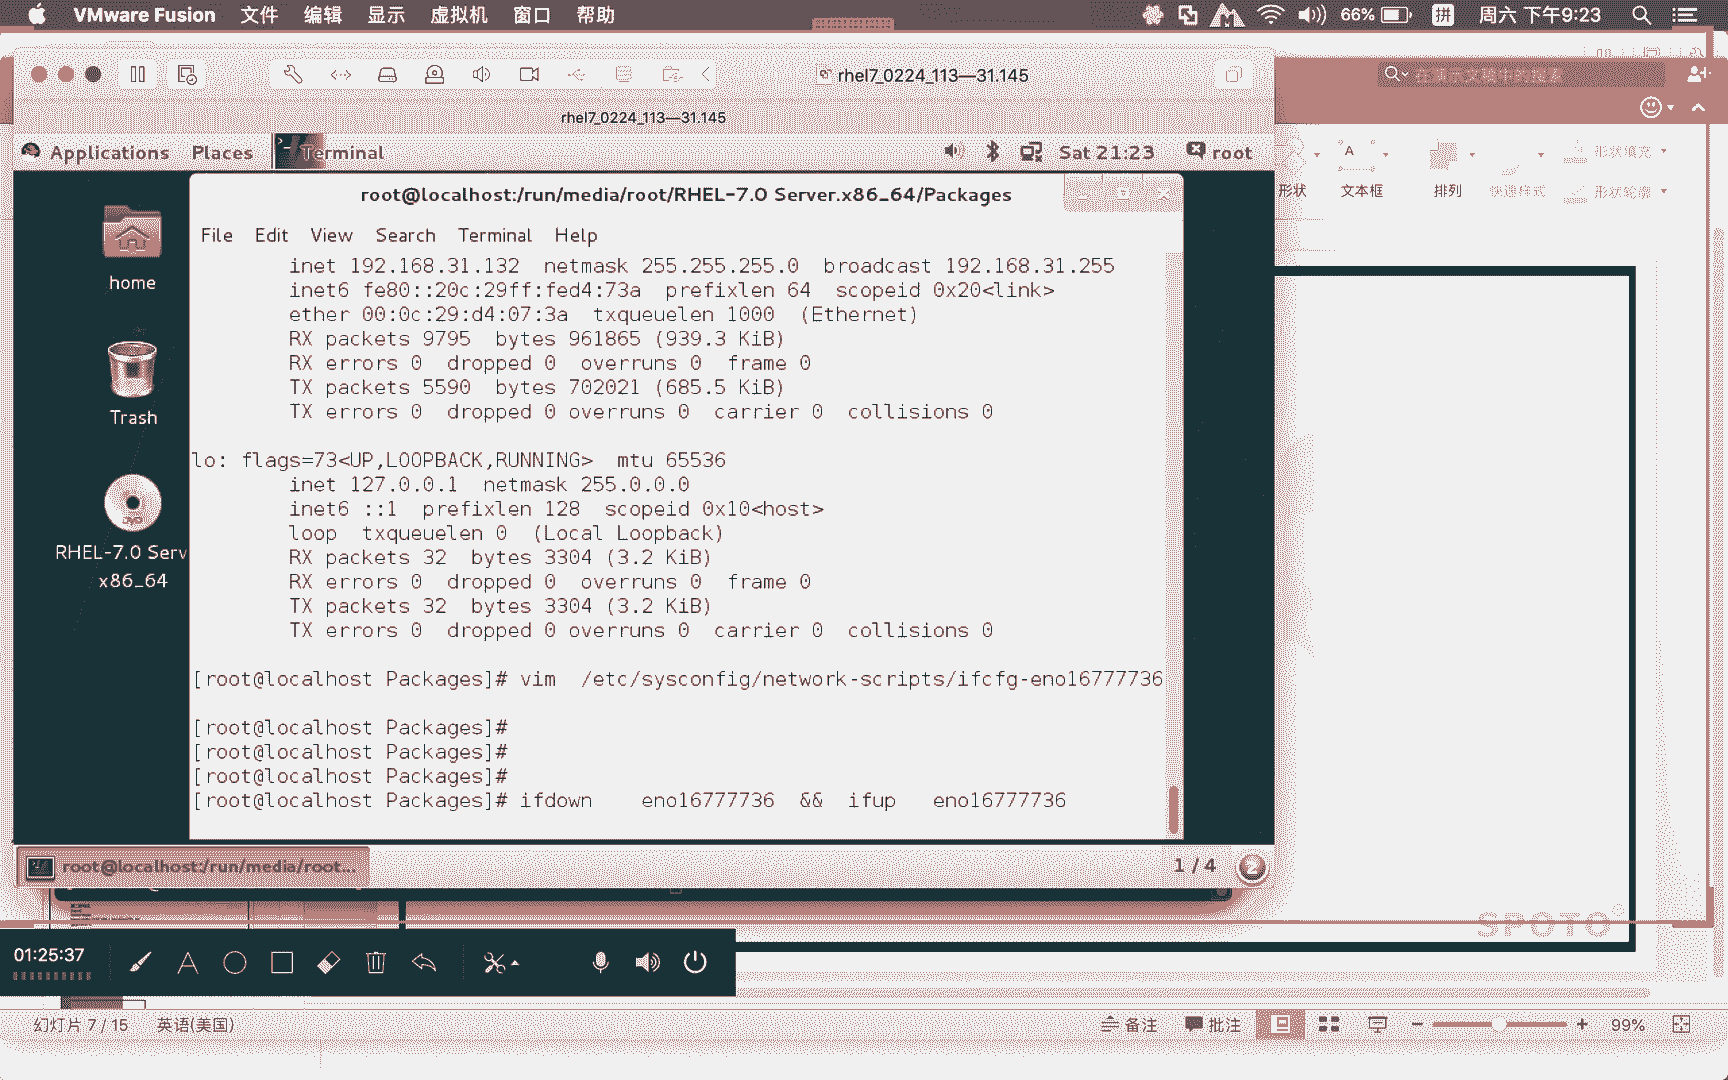 VMware Fusion 文件 编辑 显示 虚拟机 窗口 帮助 66% 拼 周六 下午9:23
rhel7_0224_113—31.145
在演示文稿中的搜索
rhel7_0224_113—31.145
Applications Places Terminal Sat 21:23 root
形状 文本框 排列 快速样式 形状填充
形状轮廓
root@localhost:/run/media/root/RHEL-7.0 Server.x86_64/Packages
File Edit View Search Terminal Help
inet 192.168.31.132 netmask 255.255.255.0 broadcast 192.168.31.255
inet6 fe80::20c:29ff:fed4:73a prefixlen 64 scopeid 0x20<link>
ether 00:0c:29:d4:07:3a txqueuelen 1000 (Ethernet)
RX packets 9795 bytes 961865 (939.3 KiB)
RX errors 0 dropped 0 overruns 0 frame 0
TX packets 5590 bytes 702021 (685.5 KiB)
TX errors 0 dropped 0 overruns 0 carrier 0 collisions 0
lo: flags=73<UP,LOOPBACK,RUNNING> mtu 65536
inet 127.0.0.1 netmask 255.0.0.0
inet6 ::1 prefixlen 128 scopeid 0x10<host>
loop txqueuelen 0 (Local Loopback)
RX packets 32 bytes 3304 (3.2 KiB)
RX errors 0 dropped 0 overruns 0 frame 0
TX packets 32 bytes 3304 (3.2 KiB)
TX errors 0 dropped 0 overruns 0 carrier 0 collisions 0
[root@localhost Packages]# vim /etc/sysconfig/network-scripts/ifcfg-eno16777736
[root@localhost Packages]#
[root@localhost Packages]#
[root@localhost Packages]#
[root@localhost Packages]# ifdown eno16777736 && ifup eno16777736
home
Trash
RHEL-7.0 Serv
x86_64
root@localhost:/run/media/root...
1 / 4
2
SPOTO
01:25:37
幻灯片 7 / 15 英语(美国) 备注 批注 99%